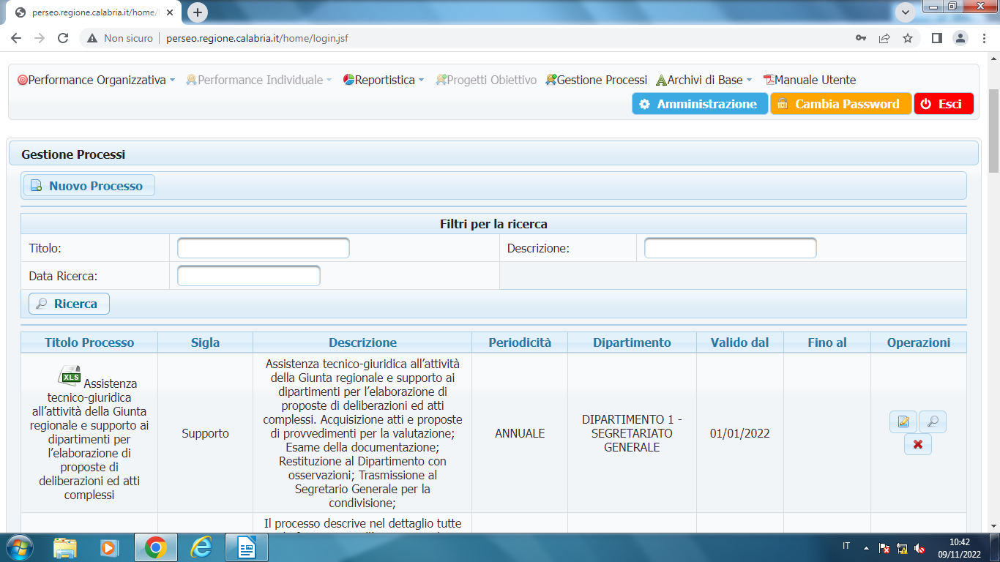 perseo.regione.calabria.it/home/
Non sicuro perseo.regione.calabria.it/home/login.jsf
Performance Organizzativa Performance Individuale Reportistica Progetti Obiettivo Gestione Processi Archivi di Base Manuale Utente
Amministrazione Cambia Password Esci
Gestione Processi
Nuovo Processo
Filtri per la ricerca
Titolo: Descrizione:
Data Ricerca:
Ricerca
Titolo Processo Sigla Descrizione Periodicità Dipartimento Valido dal Fino al Operazioni
XLS Assistenza
tecnico-giuridica
all’attività della Giunta
regionale e supporto ai
dipartimenti per
l’elaborazione di
proposte di
deliberazioni ed atti
complessi
Supporto
Assistenza tecnico-giuridica all’attività
della Giunta regionale e supporto ai
dipartimenti per l’elaborazione di
proposte di deliberazioni ed atti
complessi. Acquisizione atti e proposte
di provvedimenti per la valutazione;
Esame della documentazione;
Restituzione al Dipartimento con
osservazioni; Trasmissione al
Segretario Generale per la
condivisione;
ANNUALE
DIPARTIMENTO 1 -
SEGRETARIATO
GENERALE
01/01/2022
Il processo descrive nel dettaglio tutte
IT
10:42
09/11/2022